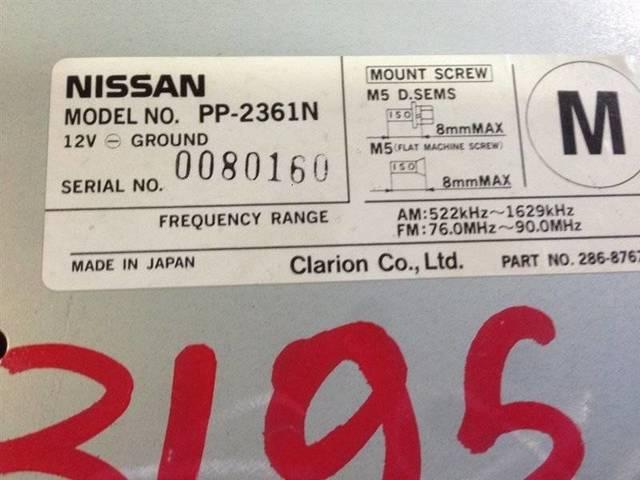 NISSAN
MODEL NO. PP-2361N
12V ⊖ GROUND
SERIAL NO. 0080160
MOUNT SCREW
M5 D.SEMS
ISO
8mmMAX
M5(FLAT MACHINE SCREW)
ISO
8mmMAX
M
FREQUENCY RANGE
AM:522kHz～1629kHz
FM:76.0MHz～90.0MHz
MADE IN JAPAN
Clarion Co., Ltd.
PART NO. 286-8767
3195